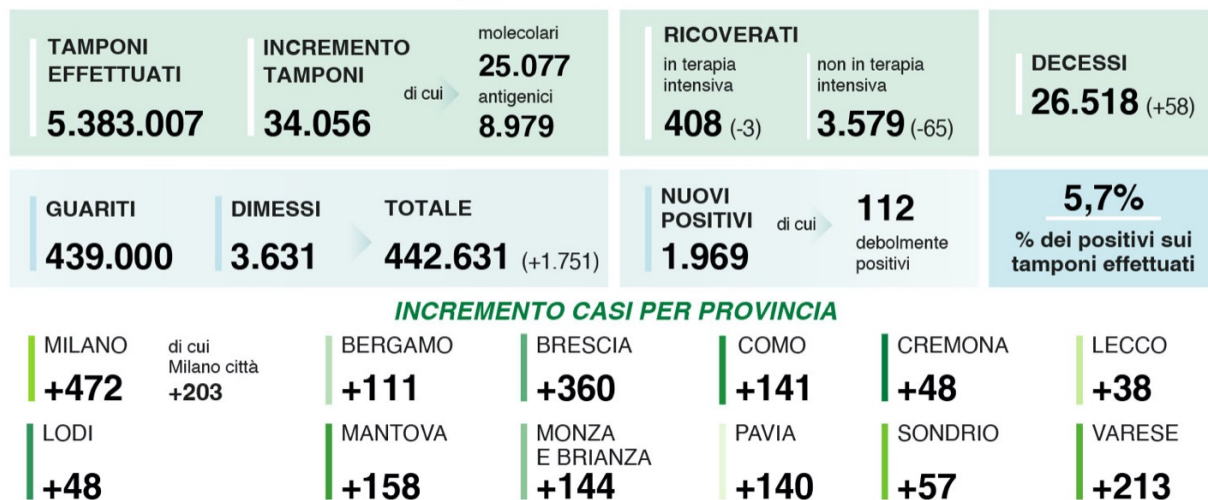 TAMPONI
EFFETTUATI
5.383.007
INCREMENTO
TAMPONI
34.056
di cui
molecolari
25.077
antigenici
8.979
RICOVERATI
in terapia
intensiva
408 (-3)
non in terapia
intensiva
3.579 (-65)
DECESSI
26.518 (+58)
GUARITI
439.000
DIMESSI
3.631
TOTALE
442.631 (+1.751)
NUOVI
POSITIVI
1.969
di cui
112
debolmente
positivi
5,7%
% dei positivi sui
tamponi effettuati
INCREMENTO CASI PER PROVINCIA
MILANO
+472
di cui
Milano città
+203
BERGAMO
+111
BRESCIA
+360
COMO
+141
CREMONA
+48
LECCO
+38
LODI
+48
MANTOVA
+158
MONZA
E BRIANZA
+144
PAVIA
+140
SONDRIO
+57
VARESE
+213